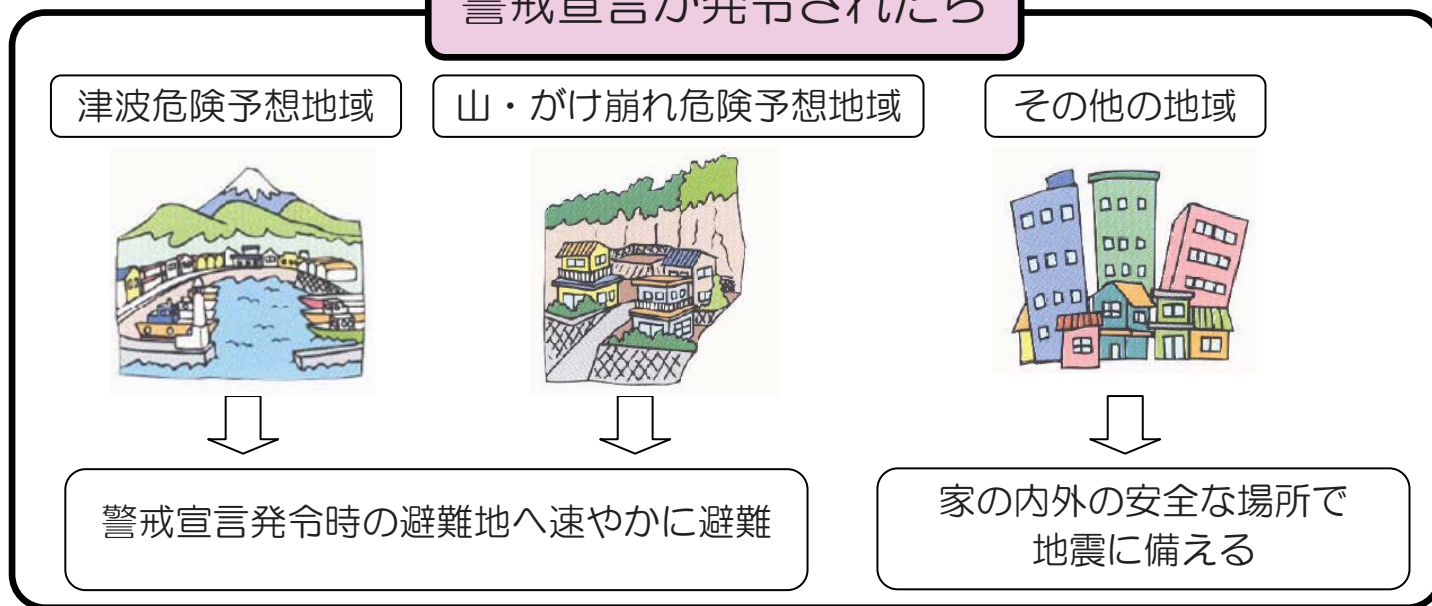 警戒宣言が発令されたら
津波危険予想地域
山・がけ崩れ危険予想地域
その他の地域
警戒宣言発令時の避難地へ速やかに避難
家の内外の安全な場所で
地震に備える